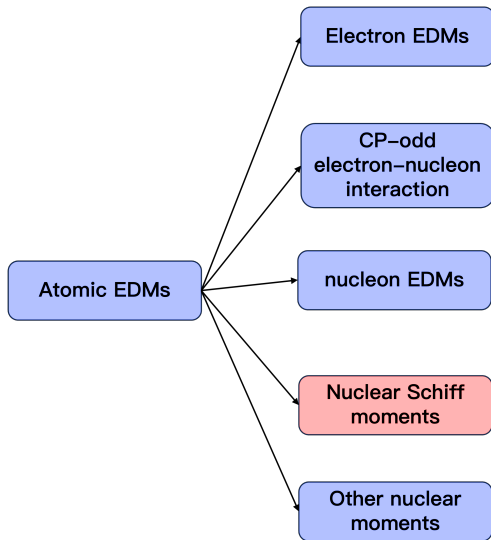 Electron EDMs
CP-odd
electron-nucleon
interaction
Atomic EDMs
nucleon EDMs
Nuclear Schiff
moments
Other nuclear
moments